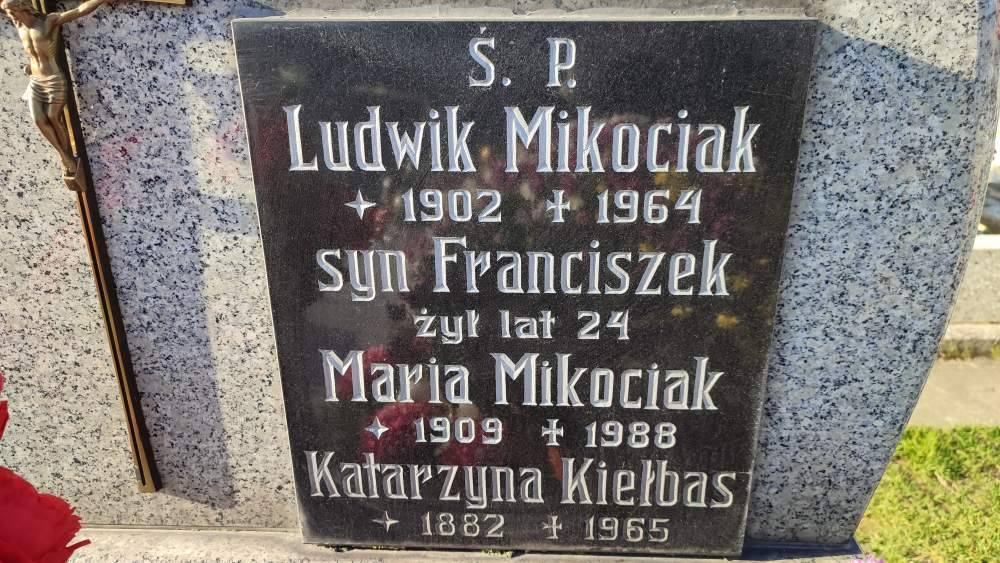 Ś. P.
Ludwik Mikociak
✦ 1902 ✝ 1964
syn Franciszek
żył lat 24
Maria Mikociak
✦ 1909 ✝ 1988
Katarzyna Kiełbas
✦ 1882 ✝ 1965